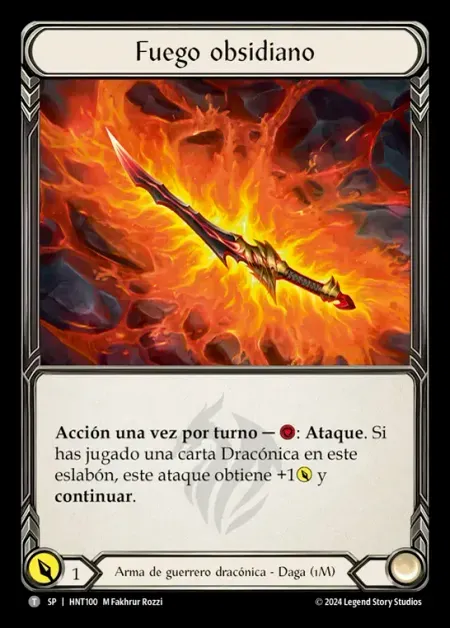 Fuego obsidiano
Acción una vez por turno — : Ataque. Si
has jugado una carta Dracónica en este
eslabón, este ataque obtiene +1 y
continuar.
1
Arma de guerrero dracónica - Daga (1M)
T SP | HNT100 M Fakhrur Rozzi
© 2024 Legend Story Studios